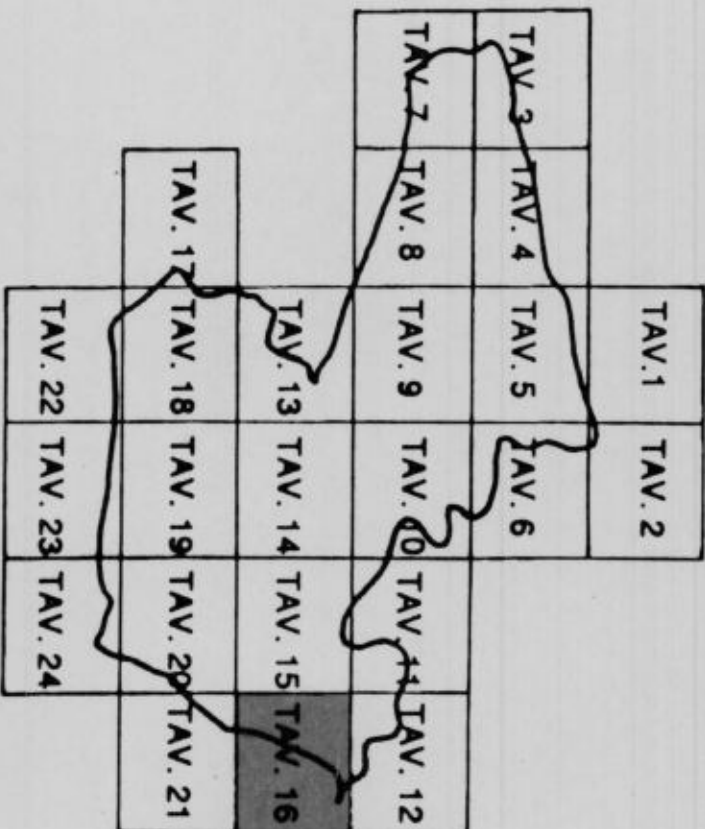 TAV.1
TAV. 2
TAV. 3
TAV. 4
TAV. 5
TAV. 6
TAV. 7
TAV. 8
TAV. 9
TAV. 10
TAV. 11
TAV. 12
TAV. 13
TAV. 14
TAV. 15
TAV. 16
TAV. 17
TAV. 18
TAV. 19
TAV. 20
TAV. 21
TAV. 22
TAV. 23
TAV. 24